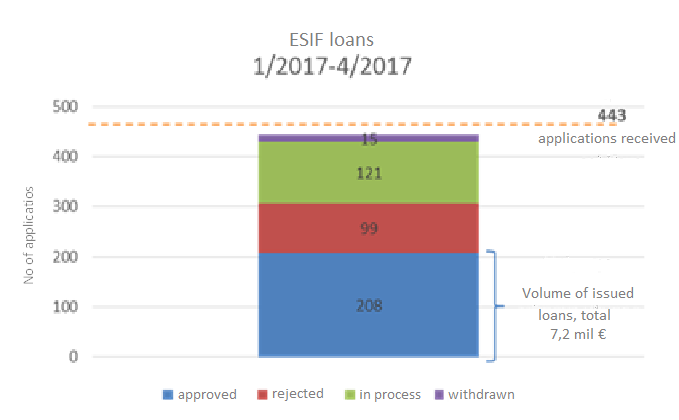 ESIF loans
1/2017-4/2017
500
443
applications received
400
300
200
100
0
No of applicatios
15
121
99
208
Volume of issued
loans, total
7,2 mil €
approved rejected in process withdrawn